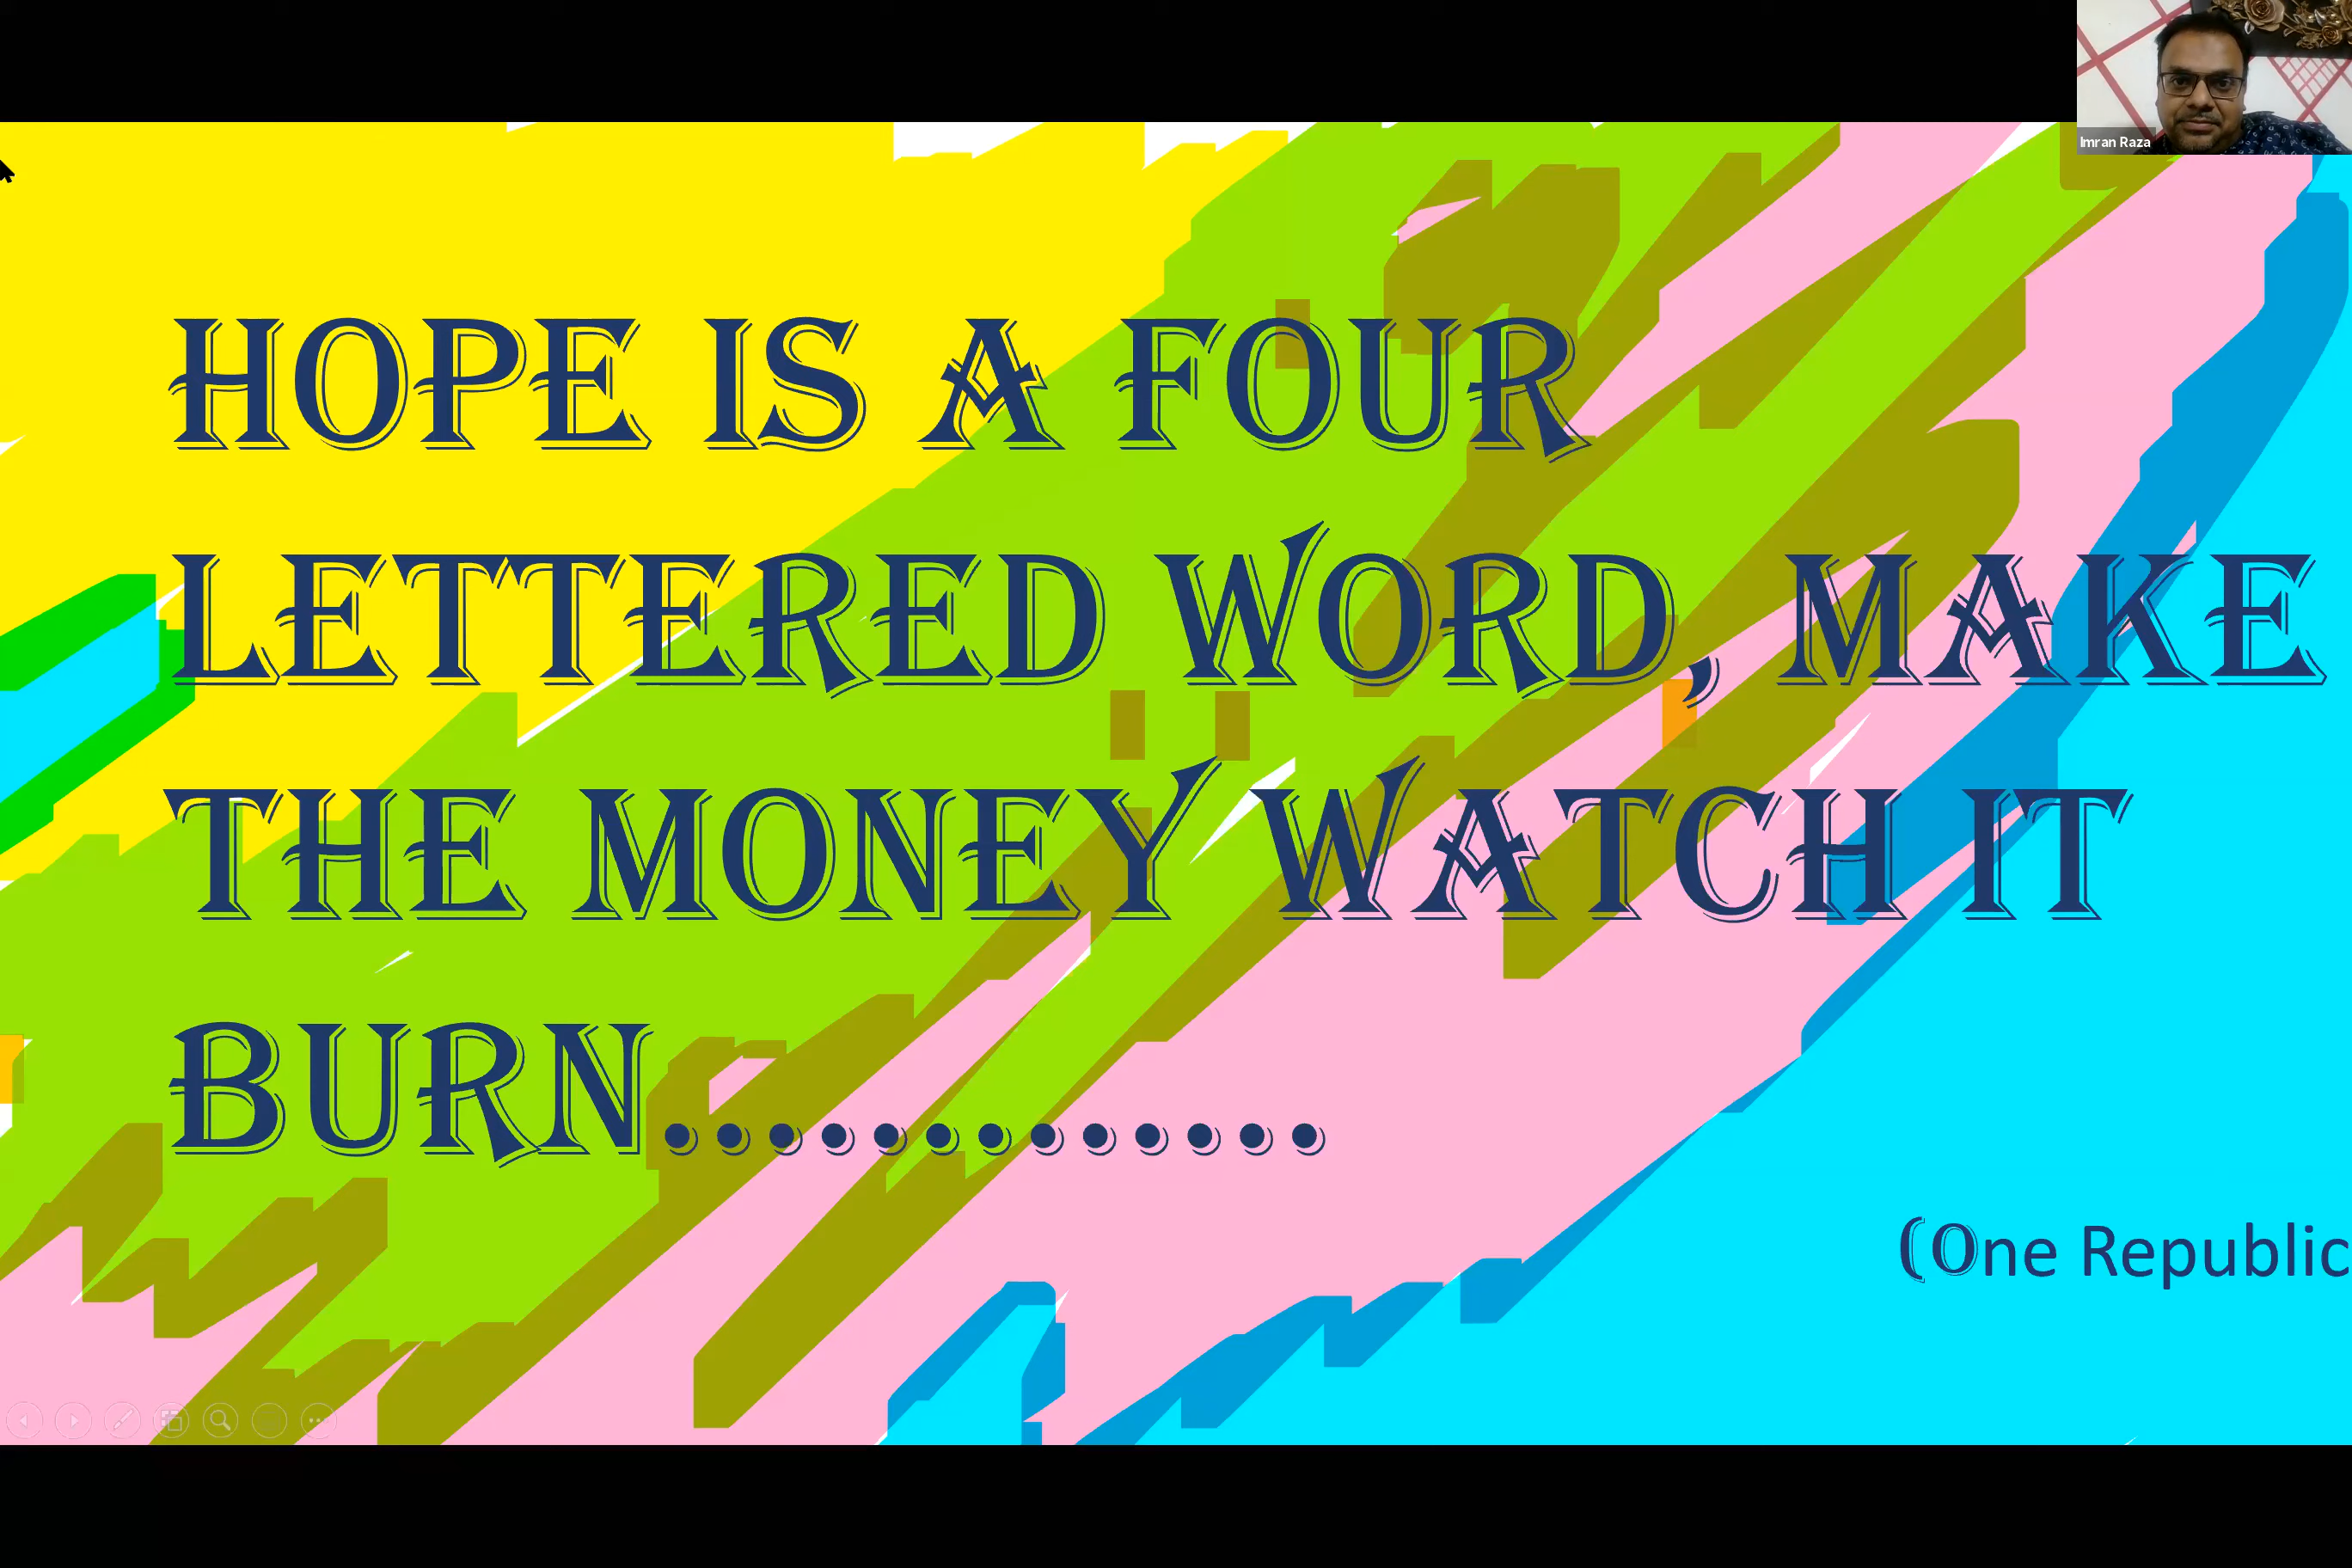 Imran Raza
HOPE IS A FOUR
LETTERED WORD, MAKE
THE MONEY WATCH IT
BURN.............
(One Republic